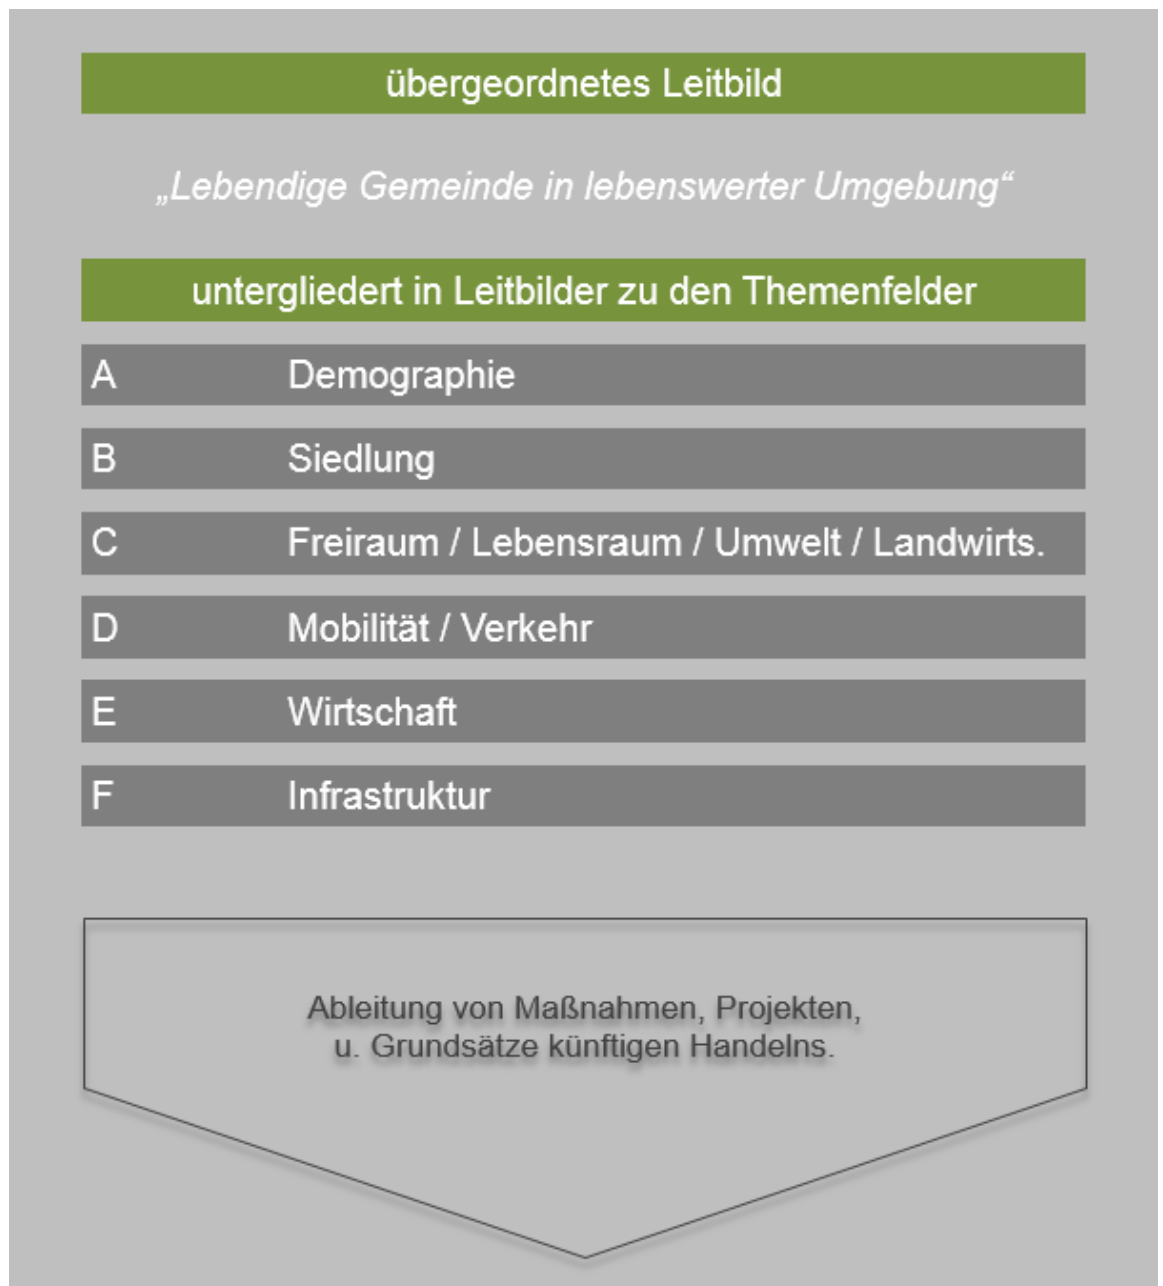 übergeordnetes Leitbild
„Lebendige Gemeinde in lebenswerter Umgebung“
untergliedert in Leitbilder zu den Themenfelder
A Demographie
B Siedlung
C Freiraum / Lebensraum / Umwelt / Landwirts.
D Mobilität / Verkehr
E Wirtschaft
F Infrastruktur
Ableitung von Maßnahmen, Projekten,
u. Grundsätze künftigen Handelns.